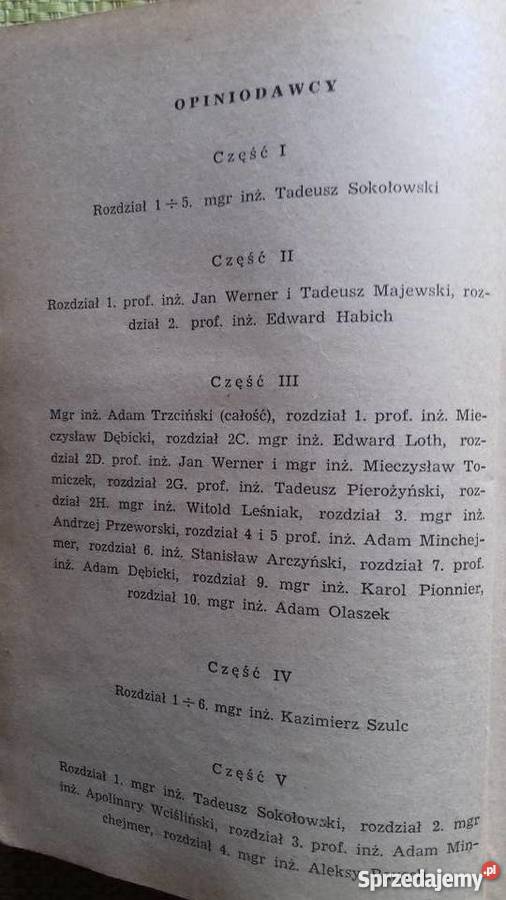 OPINIODAWCY
Część I
Rozdział 1÷5. mgr inż. Tadeusz Sokołowski
Część II
Rozdział 1. prof. inż. Jan Werner i Tadeusz Majewski, roz-
dział 2. prof. inż. Edward Habich
Część III
Mgr inż. Adam Trzciński (całość), rozdział 1. prof. inż. Mie-
czysław Dębicki, rozdział 2C. mgr inż. Edward Loth, roz-
dział 2D. prof. inż. Jan Werner i mgr inż. Mieczysław To-
miczek, rozdział 2G. prof. inż. Tadeusz Pierożyński, roz-
dział 2H. mgr inż. Witold Leśniak, rozdział 3. mgr inż.
Andrzej Przeworski, rozdział 4 i 5 prof. inż. Adam Minchej-
mer, rozdział 6. inż. Stanisław Arczyński, rozdział 7. prof.
inż. Adam Dębicki, rozdział 9. mgr inż. Karol Pionnier,
rozdział 10. mgr inż. Adam Olaszek
Część IV
Rozdział 1÷6. mgr inż. Kazimierz Szulc
Część V
Rozdział 1. mgr inż. Tadeusz Sokołowski, rozdział 2. mgr
inż. Apolinary Wciśliński, rozdział 3. prof. inż. Adam Min-
chejmer, rozdział 4. mgr inż. Aleksy
Sprzedajemy.pl